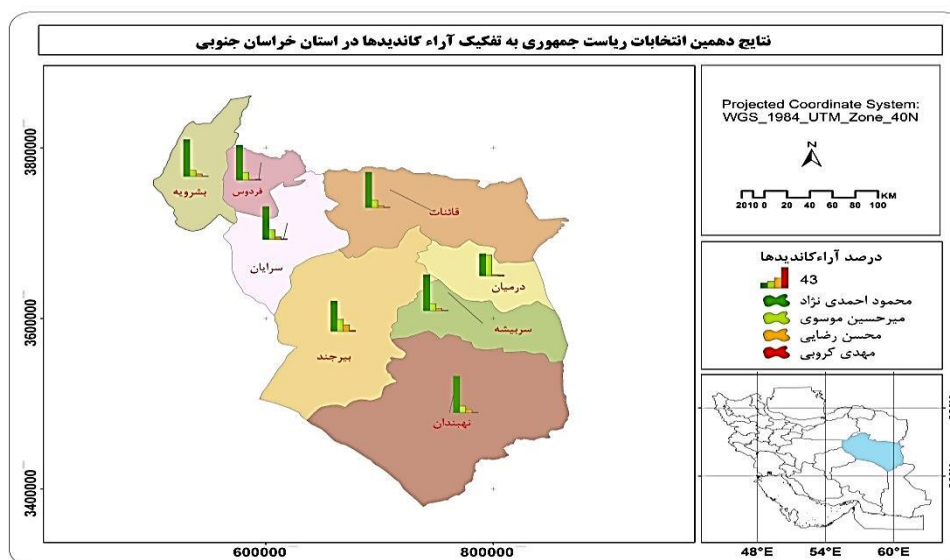 نتایج دهمین انتخابات ریاست جمهوری به تفکیک آراء کاندیدها در استان خراسان جنوبی
Projected Coordinate System:
WGS_1984_UTM_Zone_40N
N
KM
2010 0 20 40 60 80 100
درصد آراءکاندیدها
43
محمود احمدی نژاد
میرحسین موسوی
محسن رضایی
مهدی کروبی
3800000
3600000
3400000
600000
800000
بشرویه
فردوس
قائنات
سرایان
درمیان
سربیشه
بیرجند
نهبندان
48°E
54°E
60°E